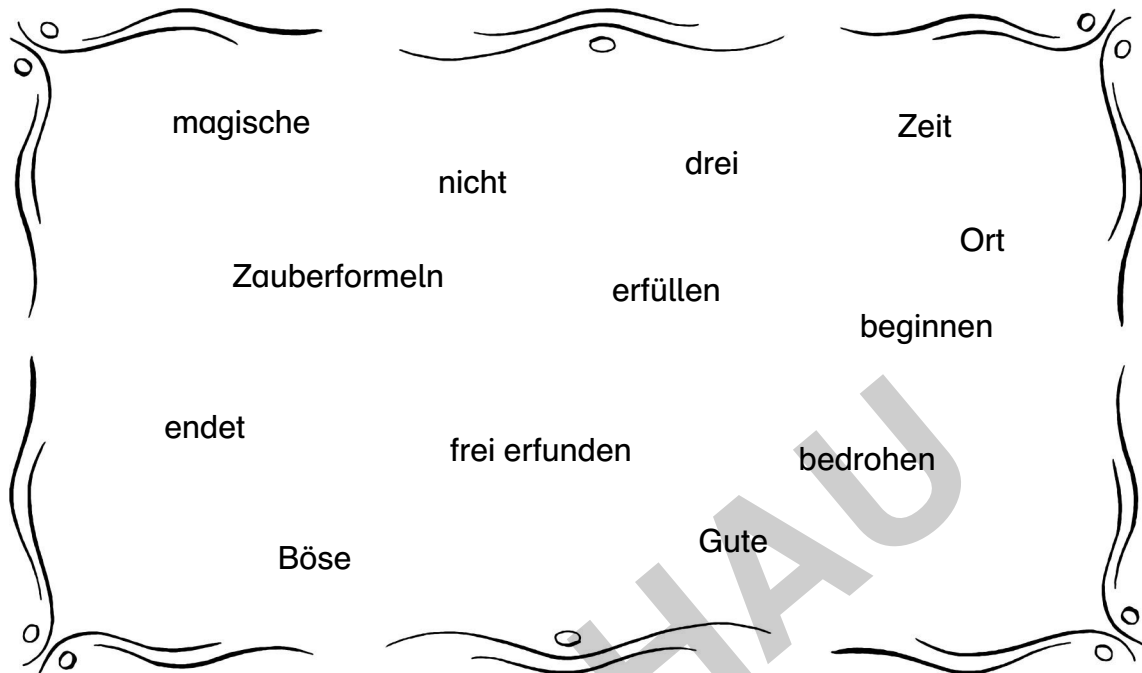 magische
Zeit
drei
nicht
Ort
Zauberformeln
erfüllen
beginnen
endet
frei erfunden
bedrohen
Gute
Böse
HAU